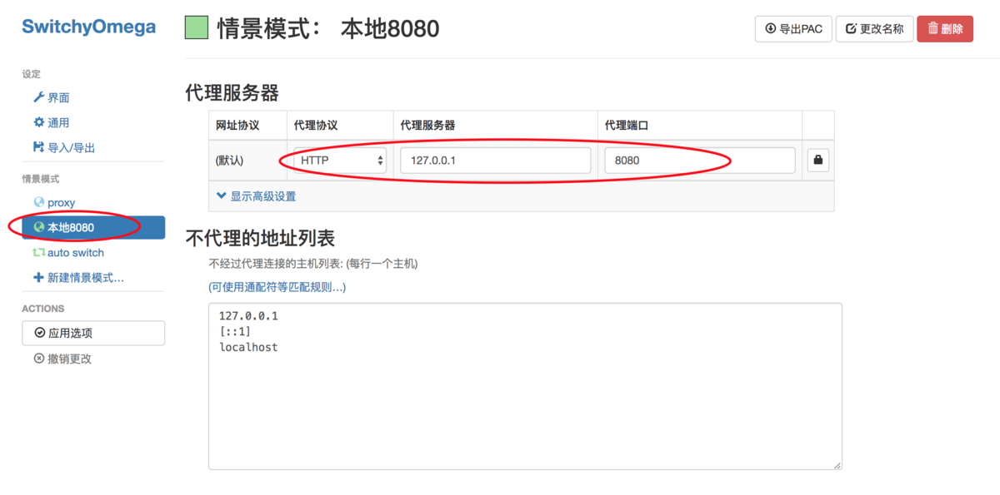 SwitchyOmega
情景模式： 本地8080
导出PAC
更改名称
删除
设定
界面
通用
导入/导出
情景模式
proxy
本地8080
auto switch
新建情景模式…
ACTIONS
应用选项
撤销更改
代理服务器
网址协议 代理协议 代理服务器 代理端口
(默认) HTTP 127.0.0.1 8080
显示高级设置
不代理的地址列表
不经过代理连接的主机列表: (每行一个主机)
(可使用通配符等匹配规则…)
127.0.0.1
[::1]
localhost